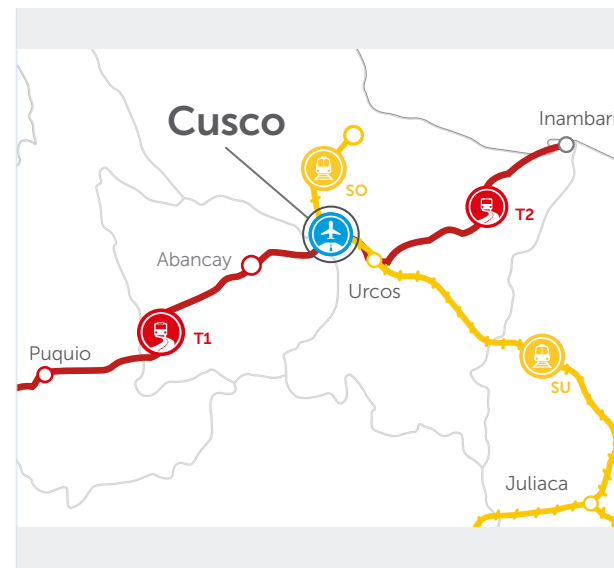 Cusco
Inambari
SO
T2
Abancay
Urcos
T1
Puquio
SU
Juliaca